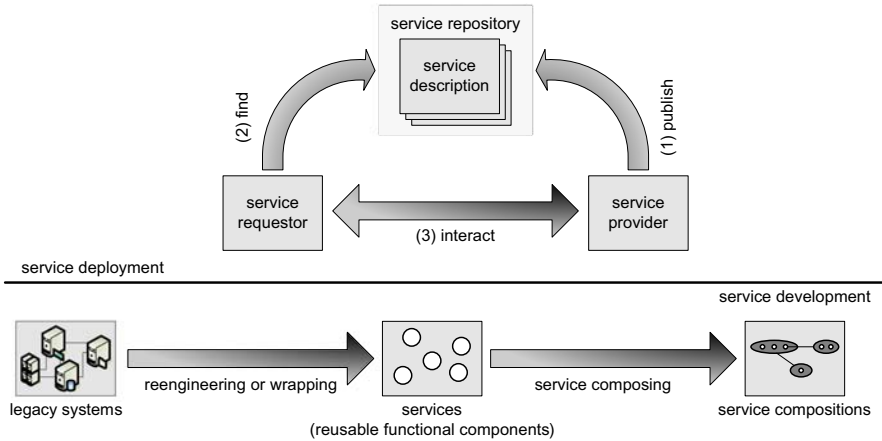 service repository
service
description
(2) find
(1) publish
service
requestor
service
provider
(3) interact
service deployment
service development
reengineering or wrapping
service composing
legacy systems
services
(reusable functional components)
service compositions